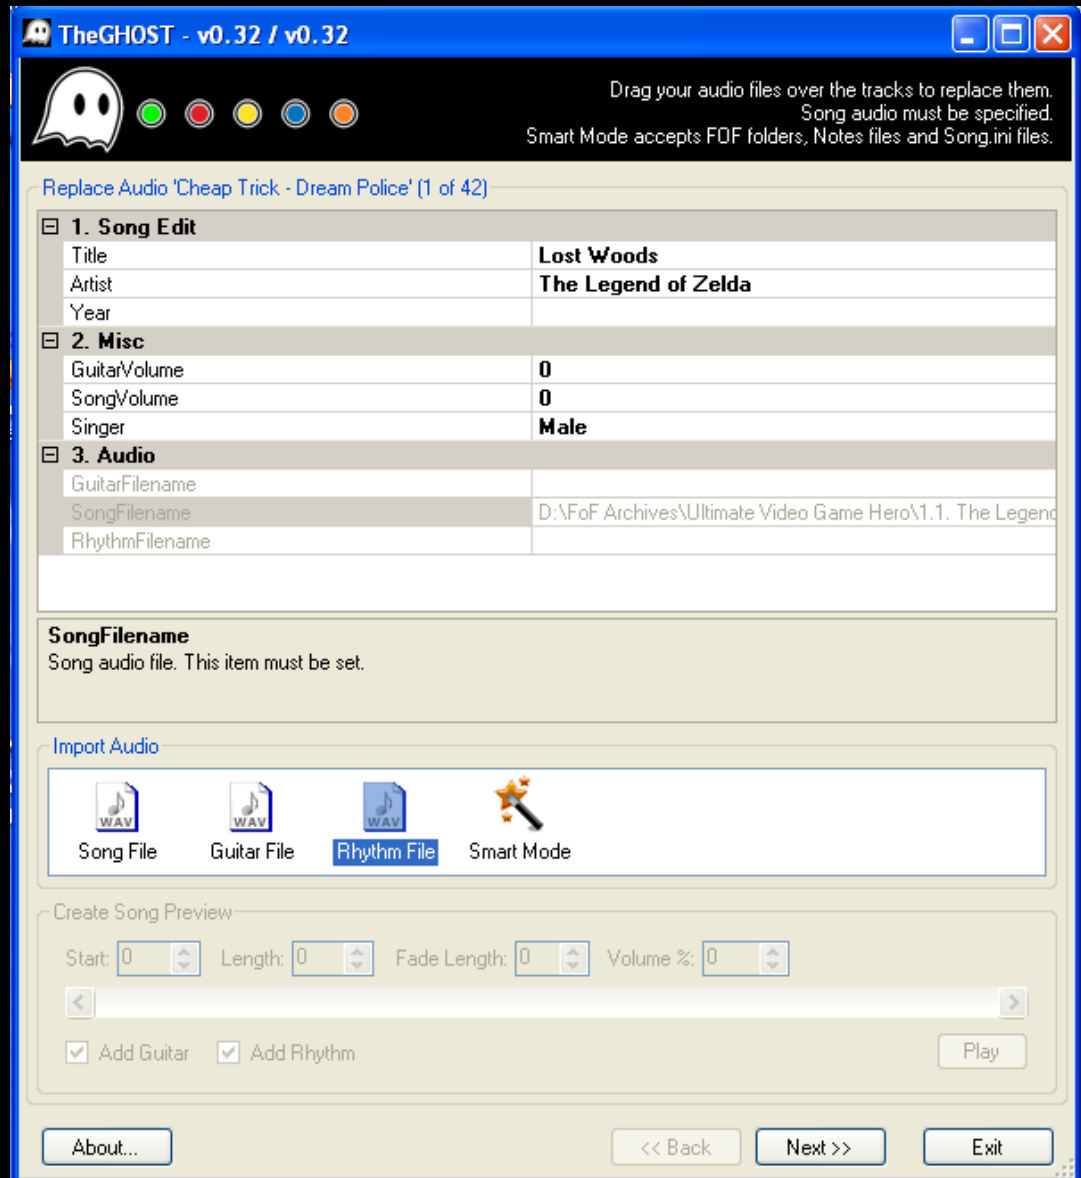 TheGHOST - v0.32 / v0.32
Drag your audio files over the tracks to replace them.
Song audio must be specified.
Smart Mode accepts FOF folders, Notes files and Song.ini files.
Replace Audio 'Cheap Trick - Dream Police' (1 of 42)
1. Song Edit
Title Lost Woods
Artist The Legend of Zelda
Year
2. Misc
GuitarVolume 0
SongVolume 0
Singer Male
3. Audio
GuitarFilename
SongFilename D:\FoF Archives\Ultimate Video Game Hero\1.1. The Legend
RhythmFilename
SongFilename
Song audio file. This item must be set.
Import Audio
WAV WAV WAV
Song File Guitar File Rhythm File Smart Mode
Create Song Preview
Start: 0 Length: 0 Fade Length: 0 Volume %: 0
Add Guitar Add Rhythm Play
About... << Back Next >> Exit